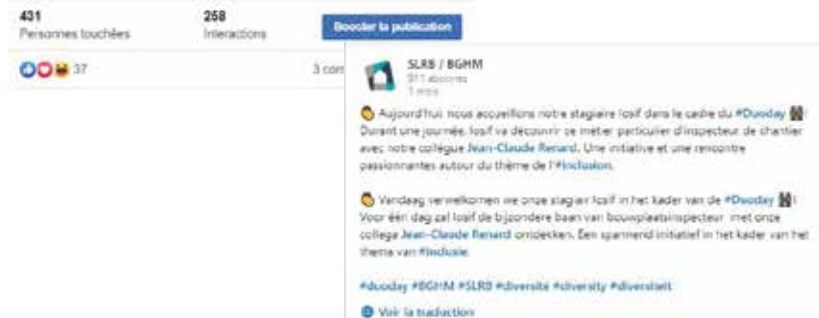 431
Personnes touchées
258
Interactions
Booster la publication
37
3 com
SLRB / BGHM
911 abonnés
1 mois
Aujourd'hui, nous accueillons notre stagiaire Iosif dans le cadre du #Duoday !
Durant une journée, Iosif va découvrir ce métier particulier d'inspecteur de chantier
avec notre collègue Jean-Claude Renard. Une initiative et une rencontre
passionnantes autour du thème de l'#inclusion.
Vandaag verwelkomen we onze stagiair Iosif in het kader van de #Duoday !
Voor één dag zal Iosif de bijzondere baan van bouwplaatsinspecteur met onze
collega Jean-Claude Renard ontdekken. Een spannend initiatief in het kader van het
thema van #inclusie.
#duoday #BGHM #SLRB #diversité #diversity #diversiteit
Voir la traduction